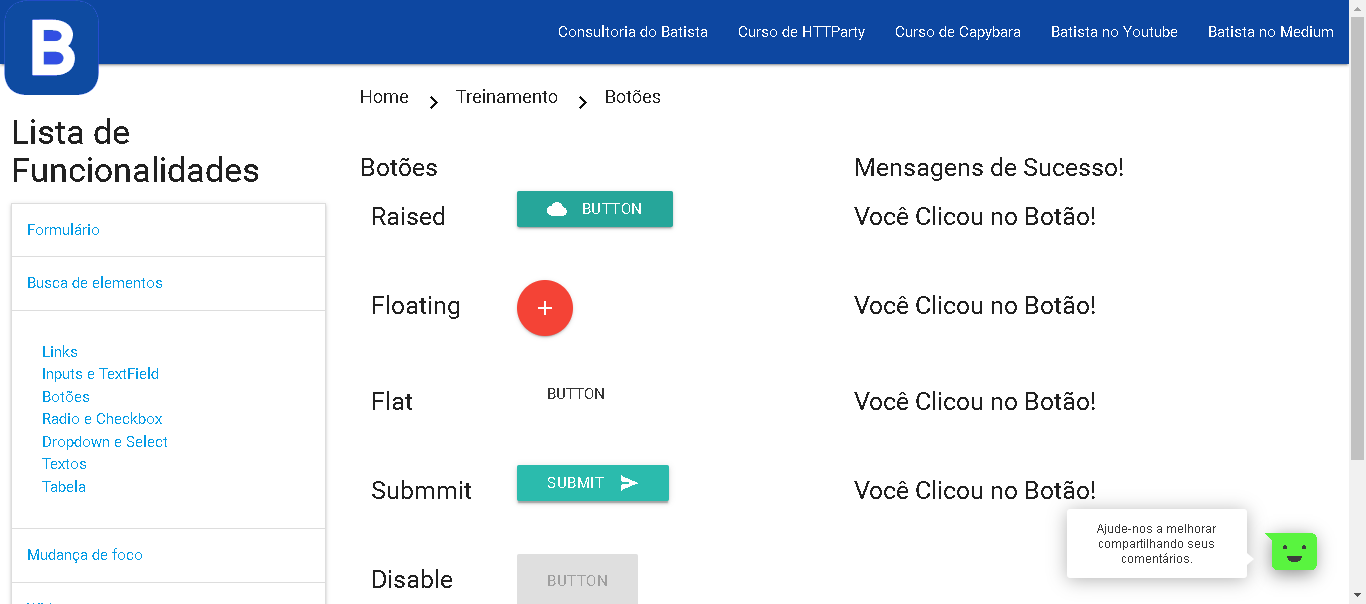 B
Consultoria do Batista
Curso de HTTParty
Curso de Capybara
Batista no Youtube
Batista no Medium
Home
Treinamento
Botões
Lista de
Funcionalidades
Formulário
Busca de elementos
Links
Inputs e TextField
Botões
Radio e Checkbox
Dropdown e Select
Textos
Tabela
Mudança de foco
Botões
Mensagens de Sucesso!
Raised
BUTTON
Você Clicou no Botão!
Floating
+
Você Clicou no Botão!
Flat
BUTTON
Você Clicou no Botão!
Submmit
SUBMIT
Você Clicou no Botão!
Disable
BUTTON
Ajude-nos a melhorar
compartilhando seus
comentários.